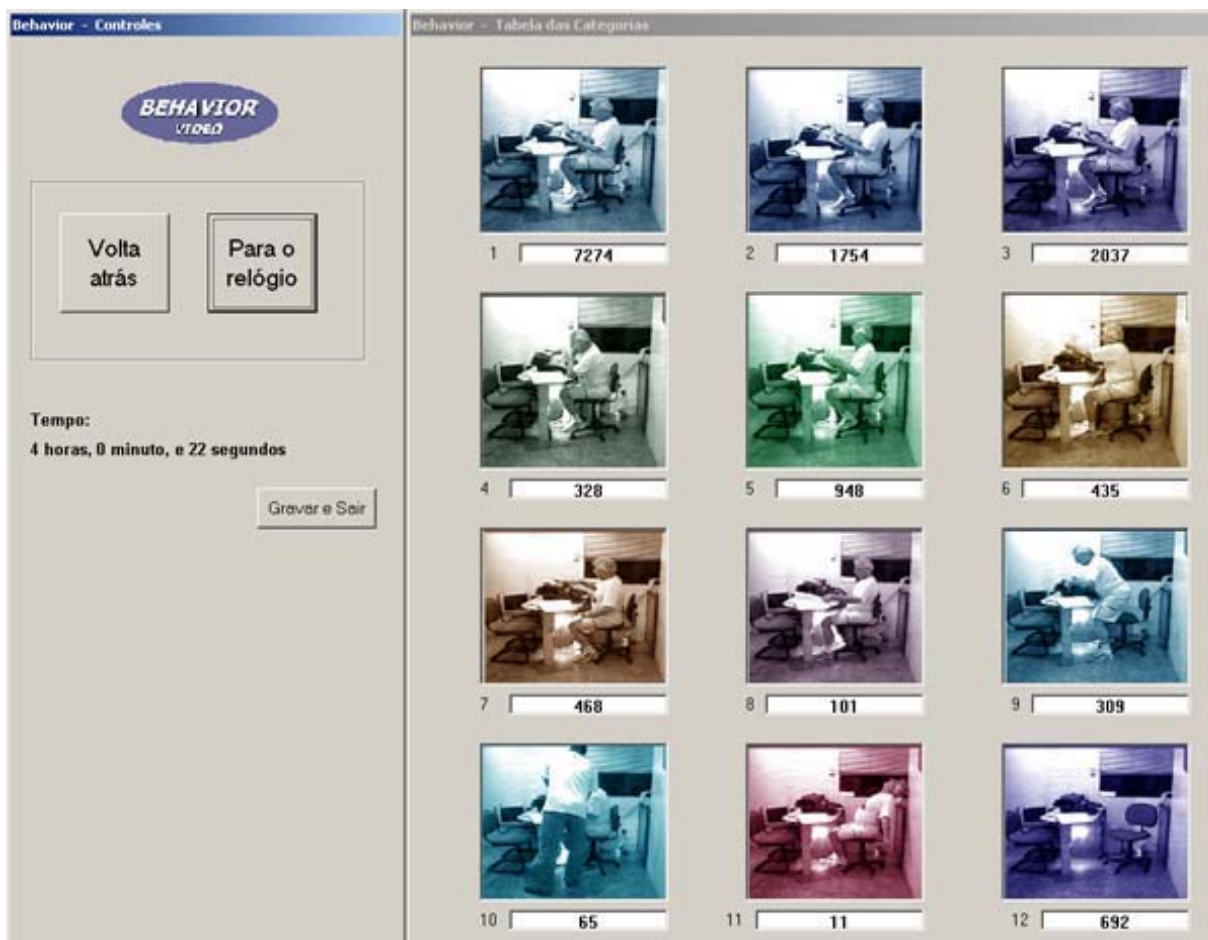 Behavior - Controles
BEHAVIOR
VIDEO
Volta
atrás
Para o
relógio
Tempo:
4 horas, 0 minuto, e 22 segundos
Gravar e Sair
Behavior - Tabela das Categorias
1 7274
2 1754
3 2037
4 328
5 948
6 435
7 468
8 101
9 309
10 65
11 11
12 692